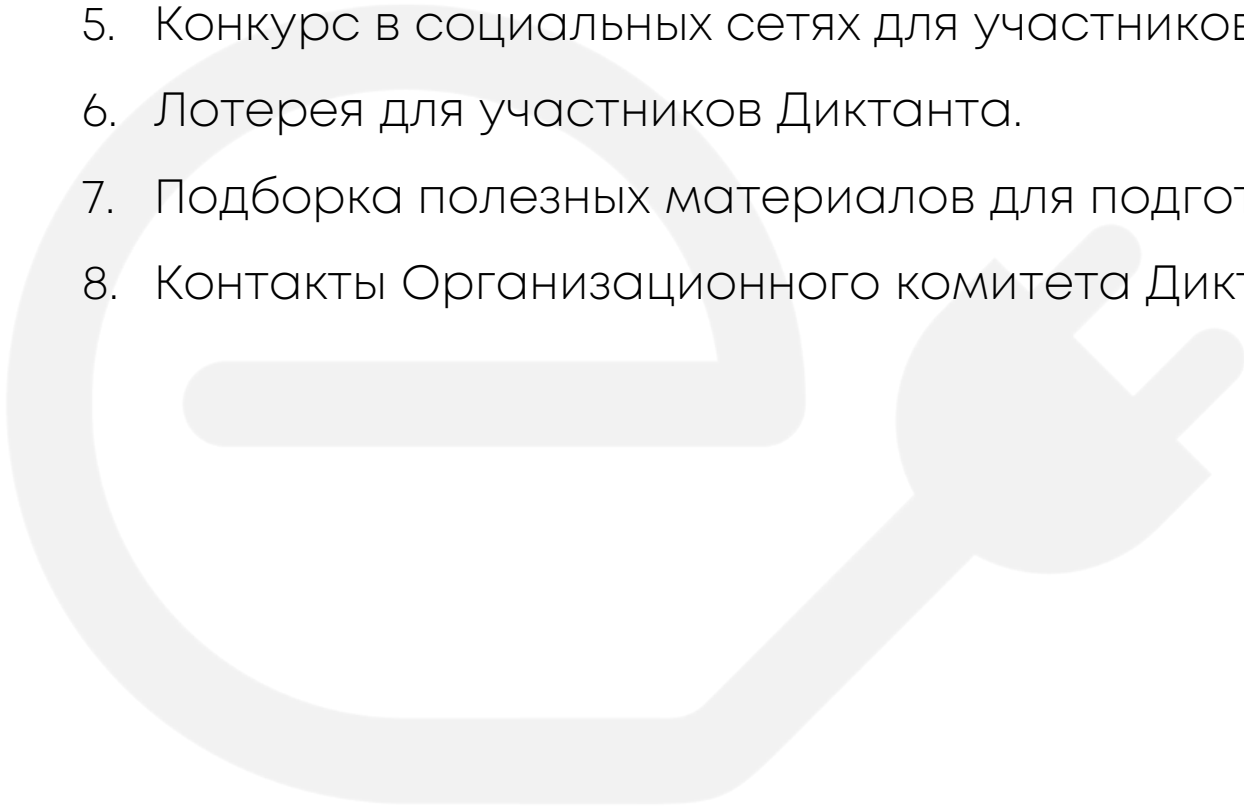 5. Конкурс в социальных сетях для участников
6. Лотерея для участников Диктанта.
7. Подборка полезных материалов для
8. Контакты Организационного комитета